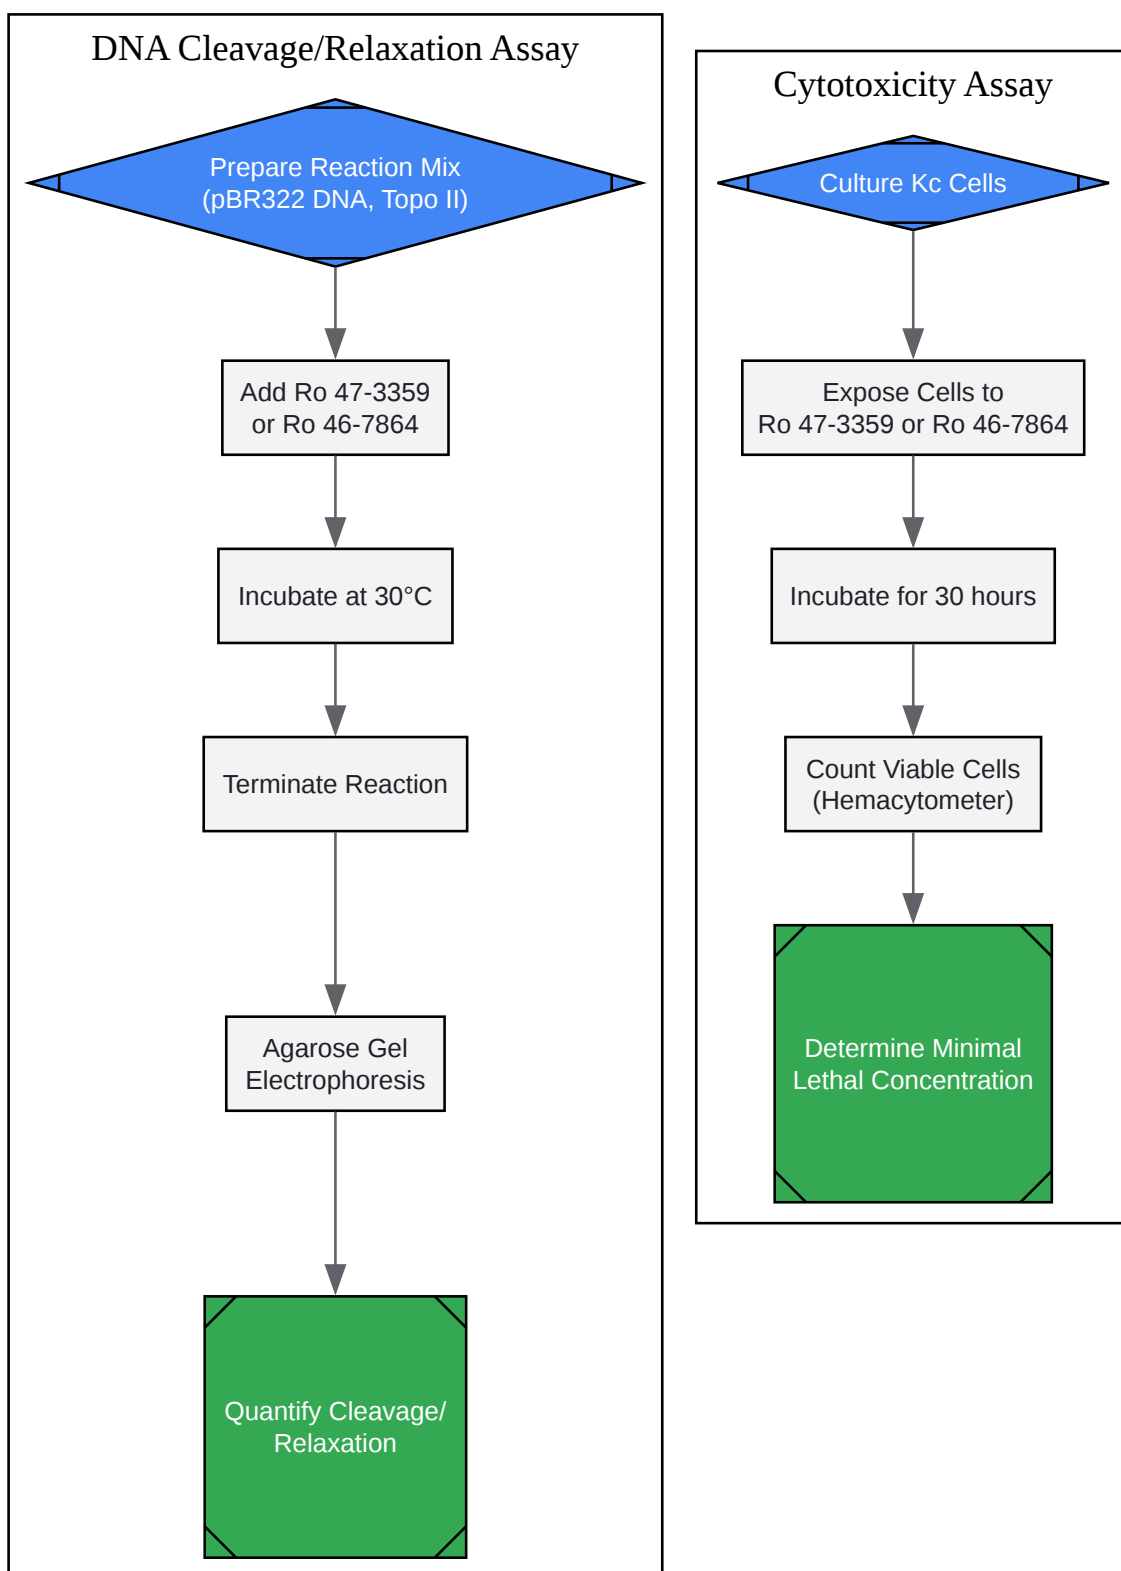 DNA Cleavage/Relaxation Assay
Prepare Reaction Mix
(pBR322 DNA, Topo II)
Add Ro 47-3359
or Ro 46-7864
Incubate at 30°C
Terminate Reaction
Agarose Gel
Electrophoresis
Quantify Cleavage/
Relaxation
Cytotoxicity Assay
Culture Kc Cells
Expose Cells to
Ro 47-3359 or Ro 46-7864
Incubate for 30 hours
Count Viable Cells
(Hemacytometer)
Determine Minimal
Lethal Concentration